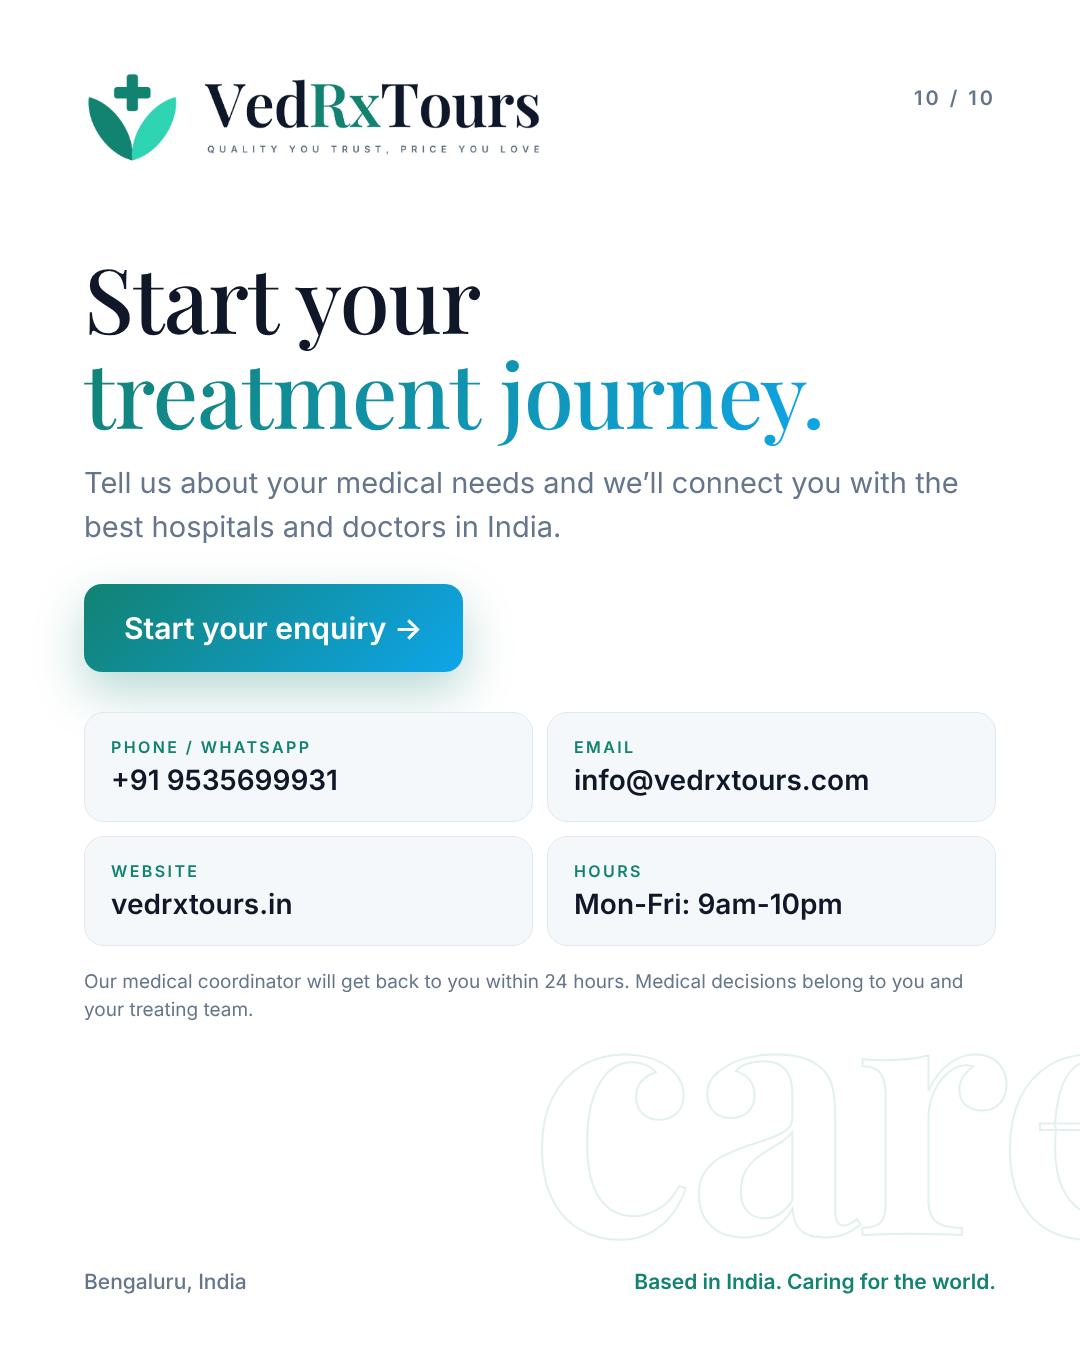 VedRxTours
QUALITY YOU TRUST, PRICE YOU LOVE
10 / 10
Start your
treatment journey.
Tell us about your medical needs and we’ll connect you with the
best hospitals and doctors in India.
Start your enquiry →
PHONE / WHATSAPP
+91 9535699931
EMAIL
info@vedrxtours.com
WEBSITE
vedrxtours.in
HOURS
Mon-Fri: 9am-10pm
Our medical coordinator will get back to you within 24 hours. Medical decisions belong to you and
your treating team.
care
Bengaluru, India
Based in India. Caring for the world.